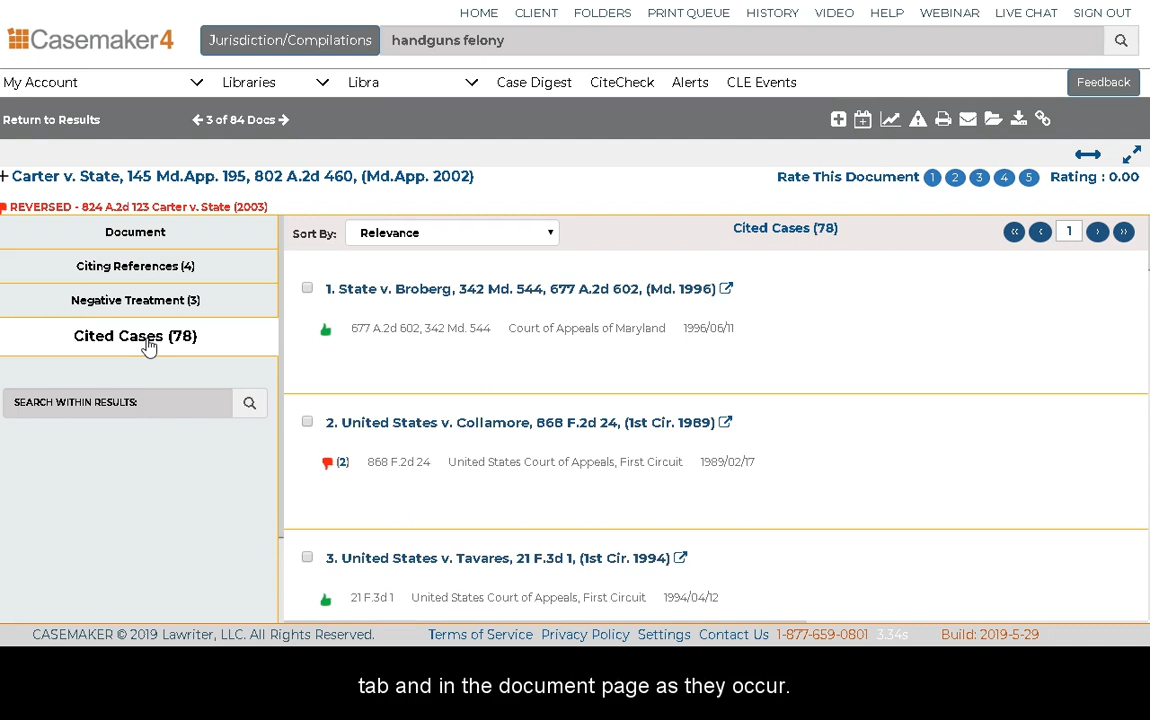 HOME CLIENT FOLDERS PRINT QUEUE HISTORY VIDEO HELP WEBINAR LIVE CHAT SIGN OUT
Casemaker4 Jurisdiction/Compilations handguns felony
My Account Libraries Libra Case Digest CiteCheck Alerts CLE Events Feedback
Return to Results 3 of 84 Docs
+ Carter v. State, 145 Md.App. 195, 802 A.2d 460, (Md.App. 2002) Rate This Document 1 2 3 4 5 Rating : 0.00
REVERSED - 824 A.2d 123 Carter v. State (2003)
Document
Citing References (4)
Negative Treatment (3)
Cited Cases (78)
SEARCH WITHIN RESULTS:
Sort By: Relevance Cited Cases (78) « ‹ 1 › »
1. State v. Broberg, 342 Md. 544, 677 A.2d 602, (Md. 1996)
677 A.2d 602, 342 Md. 544 Court of Appeals of Maryland 1996/06/11
2. United States v. Collamore, 868 F.2d 24, (1st Cir. 1989)
(2) 868 F.2d 24 United States Court of Appeals, First Circuit 1989/02/17
3. United States v. Tavares, 21 F.3d 1, (1st Cir. 1994)
21 F.3d 1 United States Court of Appeals, First Circuit 1994/04/12
CASEMAKER © 2019 Lawriter, LLC. All Rights Reserved. Terms of Service Privacy Policy Settings Contact Us 1-877-659-0801 3.34s Build: 2019-5-29
tab and in the document page as they occur.